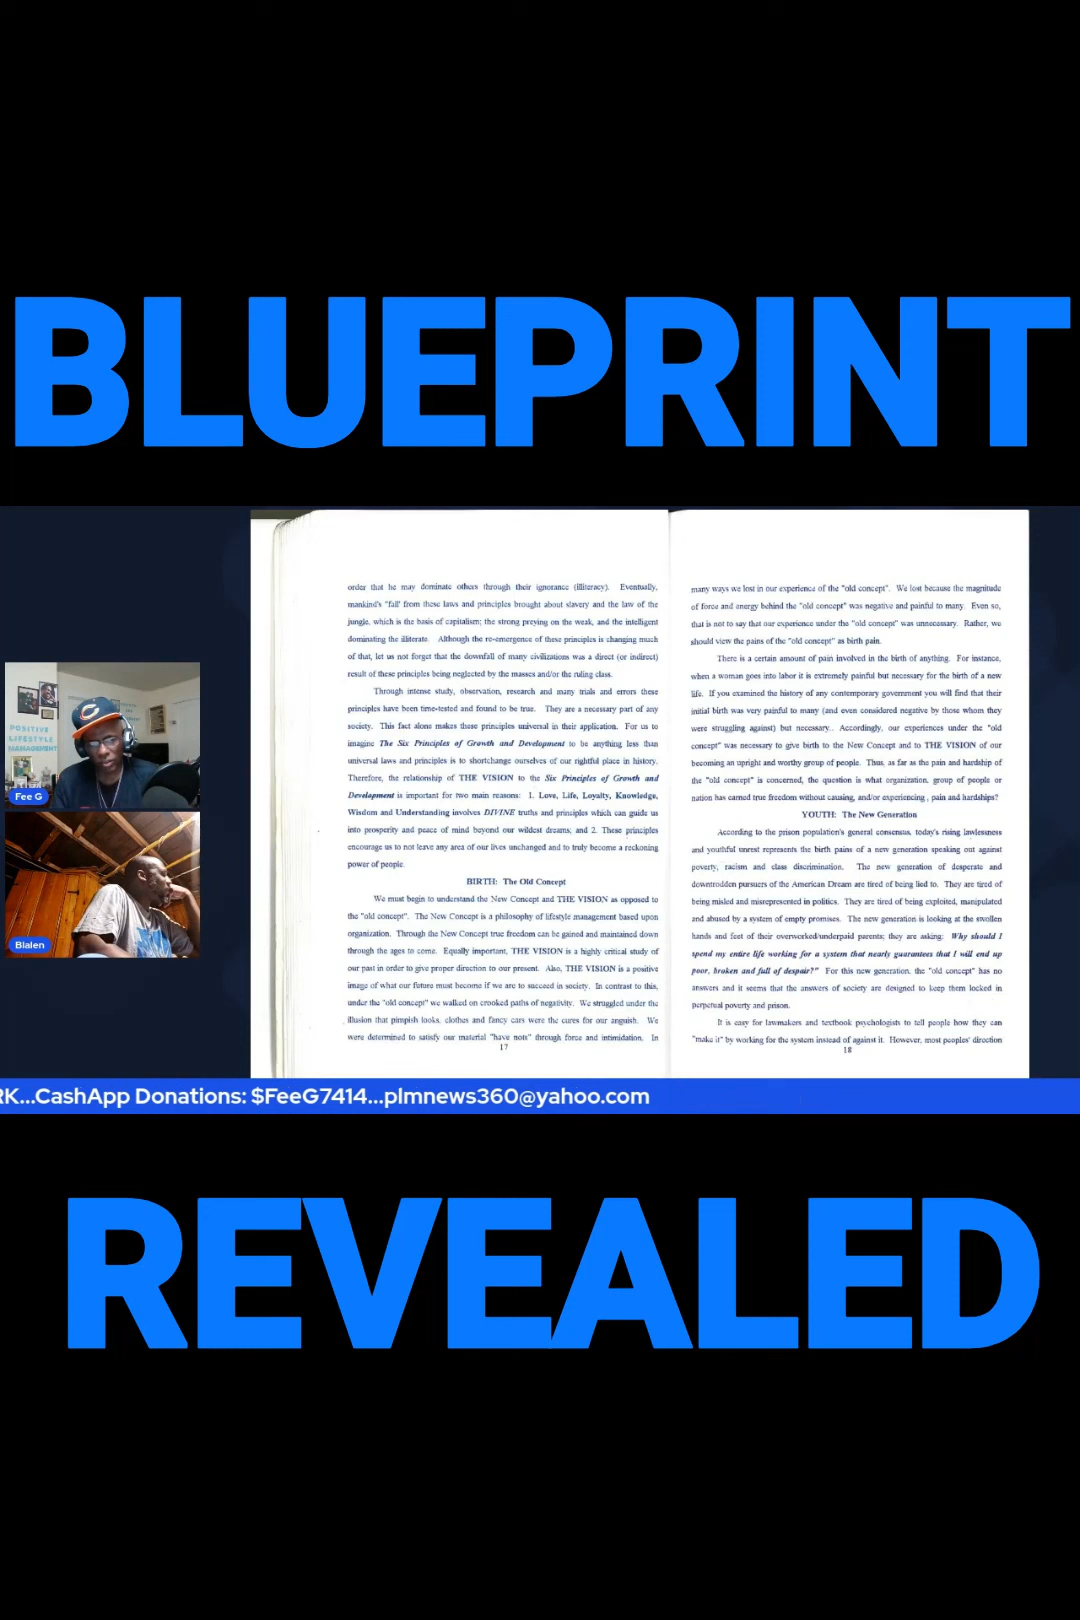 BLUEPRINT
order that he may dominate others through their ignorance (illiteracy). Eventually,
mankind's "fall' from these laws and principles brought about slavery and the law of the
jungle, which is the basis of capitalism; the strong preying on the weak, and the intelligent
dominating the illiterate. Although the re-emergence of these principles is changing much
of that, let us not forget that the downfall of many civilizations was a direct (or indirect)
result of these principles being neglected by the masses and/or the ruling class.
Through intense study, observation, research and many trials and errors these
principles have been time-tested and found to be true. They are a necessary part of any
society. This fact alone makes these principles universal in their application. For us to
imagine The Six Principles of Growth and Development to be anything less than
universal laws and principles is to shortchange ourselves of our rightful place in history.
Therefore, the relationship of THE VISION to the Six Principles of Growth and
Development is important for two main reasons: 1. Love, Life, Loyalty, Knowledge,
Wisdom and Understanding involves DIVINE truths and principles which can guide us
into prosperity and peace of mind beyond our wildest dreams; and 2. These principles
encourage us to not leave any area of our lives unchanged and to truly become a reckoning
power of people.
BIRTH: The Old Concept
We must begin to understand the New Concept and THE VISION as opposed to
the "old concept". The New Concept is a philosophy of lifestyle management based upon
organization. Through the New Concept true freedom can be gained and maintained down
through the ages to come. Equally important, THE VISION is a highly critical study of
our past in order to give proper direction to our present. Also, THE VISION is a positive
image of what our future must become if we are to succeed in society. In contrast to this,
under the "old concept" we walked on crooked paths of negativity. We struggled under the
illusion that pimpish looks, clothes and fancy cars were the cures for our anguish. We
were determined to satisfy our material "have nots" through force and intimidation. In
17
many ways we lost in our experience of the "old concept". We lost because the magnitude
of force and energy behind the "old concept" was negative and painful to many. Even so,
that is not to say that our experience under the "old concept" was unnecessary. Rather, we
should view the pains of the "old concept" as birth pain.
There is a certain amount of pain involved in the birth of anything. For instance,
when a woman goes into labor it is extremely painful but necessary for the birth of a new
life. If you examined the history of any contemporary government you will find that their
initial birth was very painful to many (and even considered negative by those whom they
were struggling against) but necessary.. Accordingly, our experiences under the "old
concept" was necessary to give birth to the New Concept and to THE VISION of our
becoming an upright and worthy group of people. Thus, as far as the pain and hardship of
the "old concept" is concerned, the question is what organization, group of people or
nation has earned true freedom without causing, and/or experiencing , pain and hardships?
YOUTH: The New Generation
According to the prison population's general consensus, today's rising lawlessness
and youthful unrest represents the birth pains of a new generation speaking out against
poverty, racism and class discrimination. The new generation of desperate and
downtrodden pursuers of the American Dream are tired of being lied to. They are tired of
being misled and misrepresented in politics. They are tired of being exploited, manipulated
and abused by a system of empty promises. The new generation is looking at the swollen
hands and feet of their overworked/underpaid parents; they are asking: Why should I
spend my entire life working for a system that nearly guarantees that I will end up
poor, broken and full of despair?" For this new generation, the "old concept" has no
answers and it seems that the answers of society are designed to keep them locked in
perpetual poverty and prison.
It is easy for lawmakers and textbook psychologists to tell people how they can
"make it" by working for the system instead of against it. However, most peoples' direction
18
POSITIVE
LIFESTYLE
MANAGEMENT
Fee G
Blalen
RK...CashApp Donations: $FeeG7414...plmnews360@yahoo.com
REVEALED